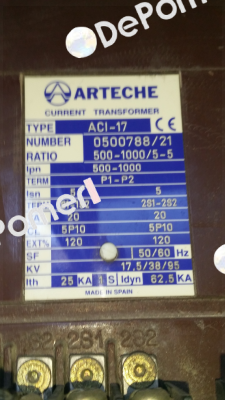 DePo
ARTECHE
CURRENT TRANSFORMER
TYPE ACI-17 CE
NUMBER 0500788/21
RATIO 500-1000/5-5
Ipn 500-1000
TERM P1-P2
Isn 5
2S1-2S2
20 20
5P10 5P10
EXT% 120 120
SF 50/60 Hz
KV 17.5/38/95
Ith 25 KA 1 S Idyn 62.5 KA
MADE IN SPAIN
2S1 2S2